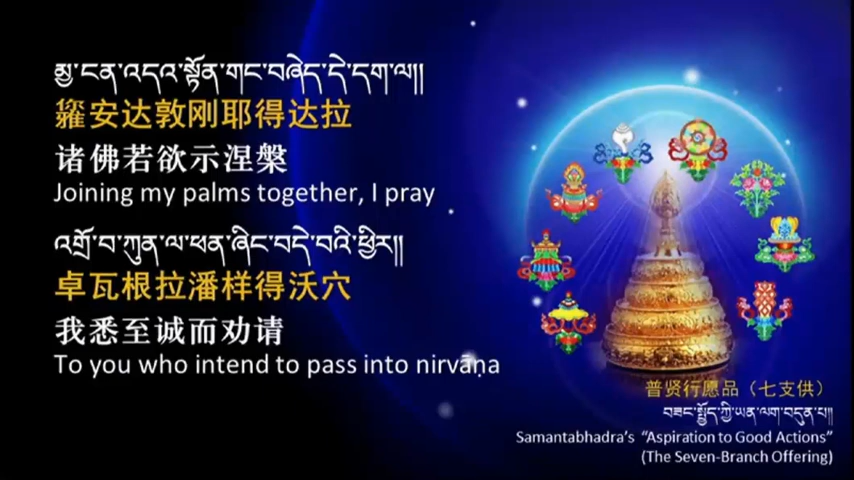 མྱ་ངན་འདའ་སྟོན་གང་བཞེད་དེ་དག་ལ།།
安达敦刚耶得达拉
诸佛若欲示涅槃
Joining my palms together, I pray
འགྲོ་བ་ཀུན་ལ་ཕན་ཞིང་བདེ་བའི་ཕྱིར།།
卓瓦根拉潘样得沃穴
我悉至诚而劝请
To you who intend to pass into nirvāṇa
普贤行愿品（七支供）
བཟང་སྤྱོད་ཀྱི་ཡན་ལག་བདུན་པ།།
Samantabhadra's “Aspiration to Good Actions”
(The Seven-Branch Offering)